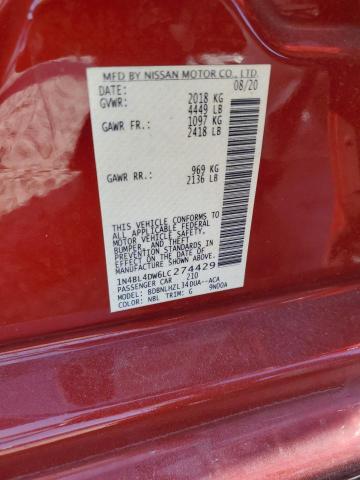 MFD BY NISSAN MOTOR CO., LTD.
DATE: 08/20
GVWR: 2018 KG
4449 LB
GAWR FR.: 1097 KG
2418 LB
GAWR RR.: 969 KG
2136 LB
THIS VEHICLE CONFORMS TO ALL
APPLICABLE FEDERAL
MOTOR VEHICLE SAFETY,
BUMPER, AND THEFT
PREVENTION STANDARDS
IN EFFECT ON THE DATE OF
MANUFACTURE SHOWN ABOVE.
1N4BL4DW6LC274429
PASSENGER CAR 210
MODEL: BDBNLHZL34DUA--ACA
COLOR: NBL TRIM: G 9N00A